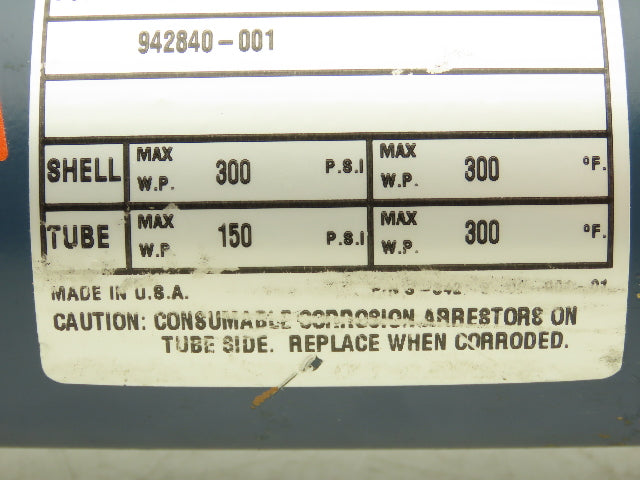 942840-001
SHELL MAX W.P. 300 P.S.I MAX W.P. 300 °F.
TUBE MAX W.P 150 P.S.I MAX W.P. 300 °F.
MADE IN U.S.A.
CAUTION: CONSUMABLE CORROSION ARRESTORS ON
TUBE SIDE. REPLACE WHEN CORRODED.